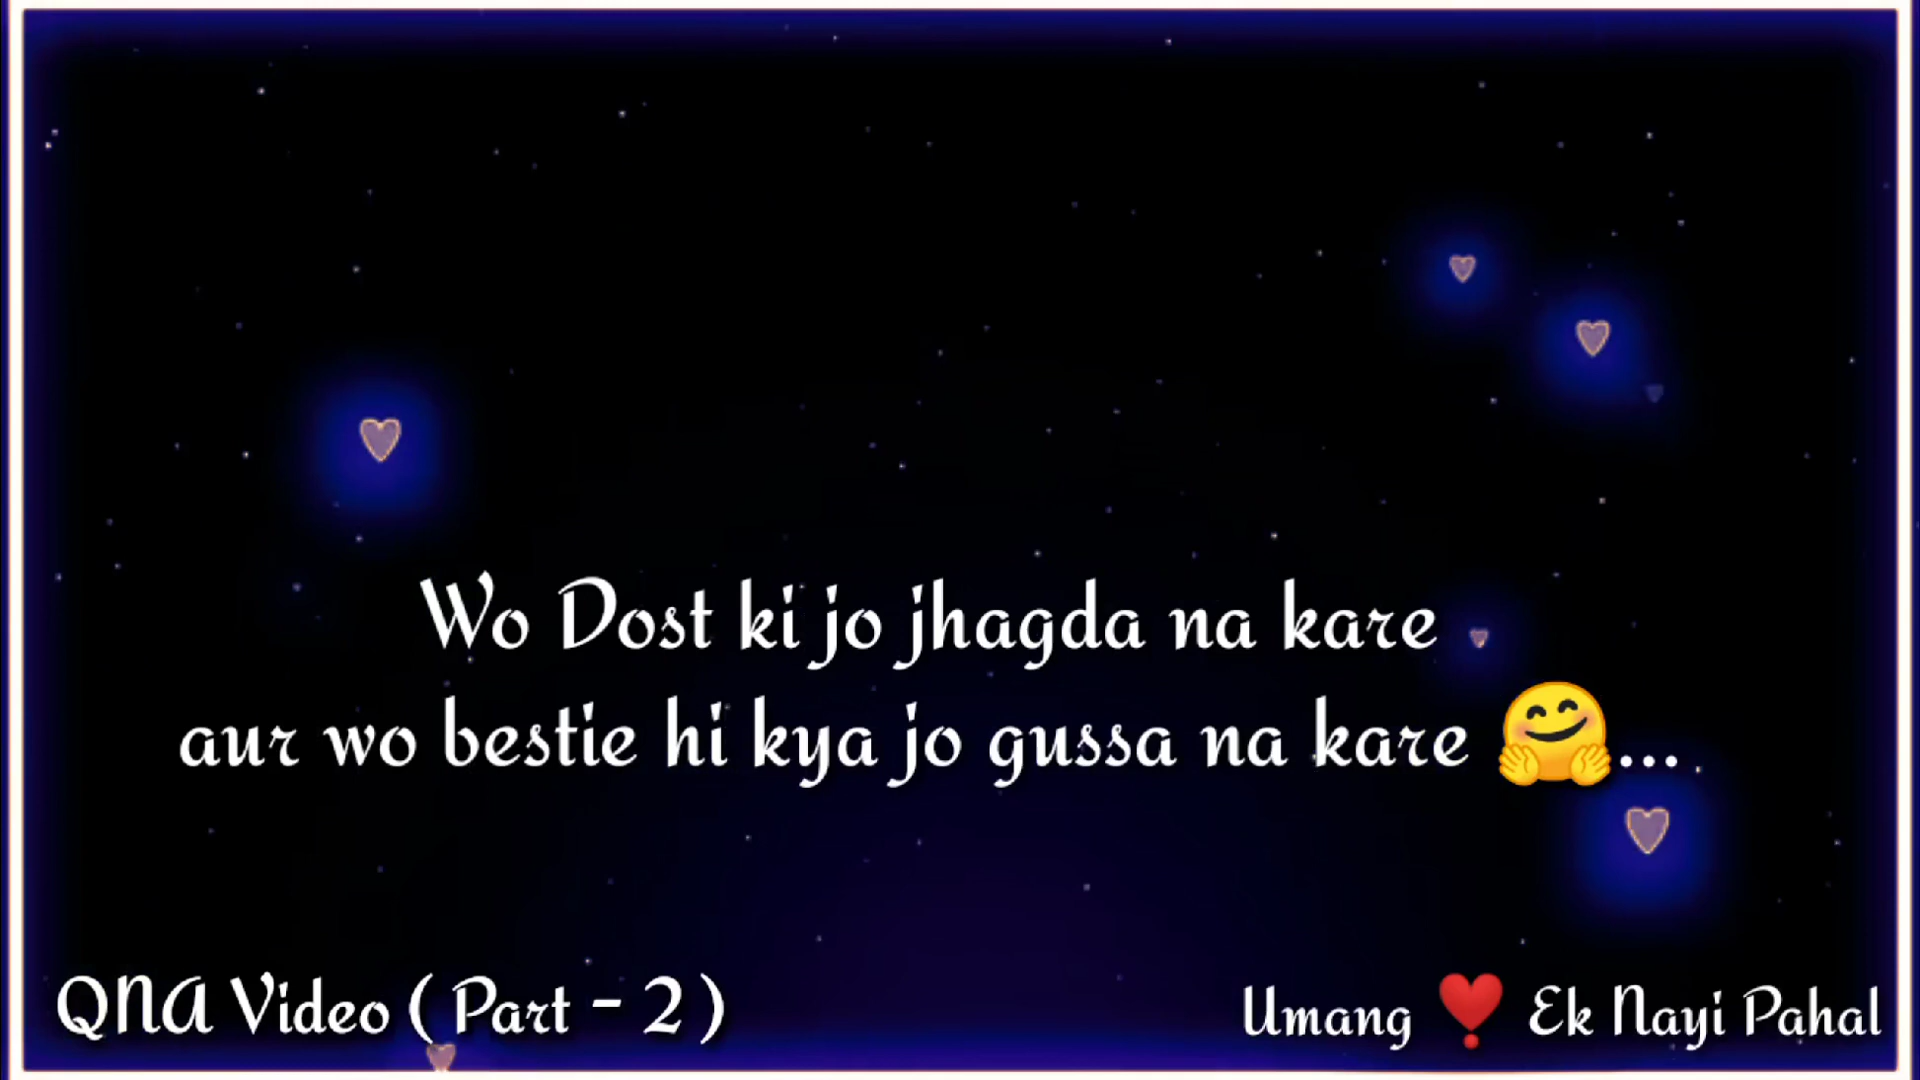 Wo Dost ki jo jhagda na kare
aur wo bestie hi kya jo gussa na kare 🤗...
QNA Video ( Part - 2 )
Umang ❣️ Ek Nayi Pahal